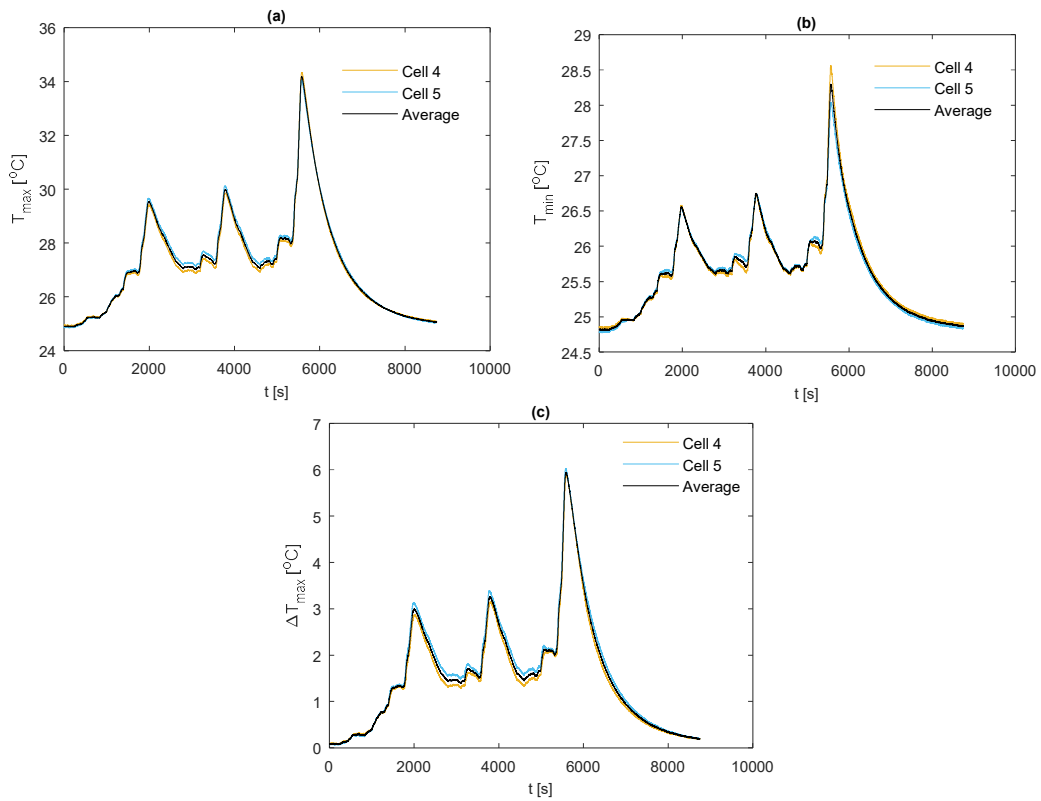 (a)
36
34
32
30
28
26
24
T_max [°C]
0 2000 4000 6000 8000 10000
t [s]
Cell 4
Cell 5
Average
(b)
29
28.5
28
27.5
27
26.5
26
25.5
25
24.5
T_min [°C]
0 2000 4000 6000 8000 10000
t [s]
Cell 4
Cell 5
Average
(c)
7
6
5
4
3
2
1
0
ΔT_max [°C]
0 2000 4000 6000 8000 10000
t [s]
Cell 4
Cell 5
Average